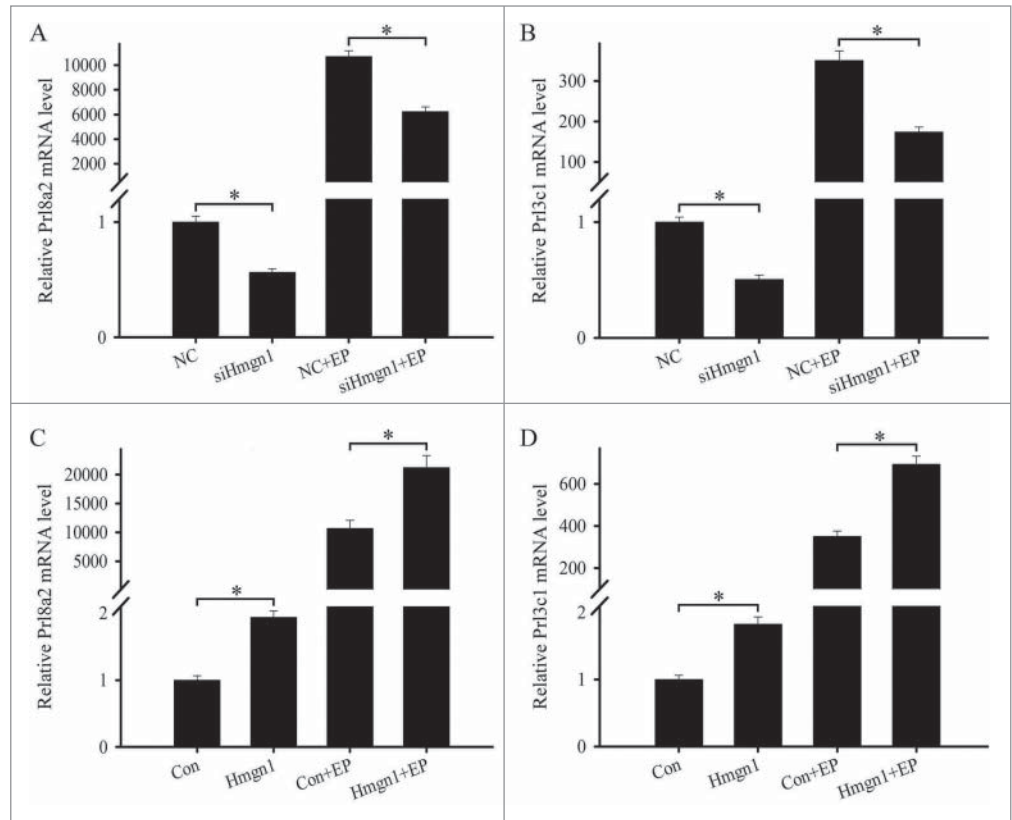 A
Relative Prl8a2 mRNA level
10000
8000
6000
4000
2000
1
0
*
*
NC
siHmgn1
NC+EP
siHmgn1+EP
B
Relative Prl3c1 mRNA level
300
200
100
1
0
*
*
NC
siHmgn1
NC+EP
siHmgn1+EP
C
Relative Prl8a2 mRNA level
20000
15000
10000
5000
2
1
0
*
*
Con
Hmgn1
Con+EP
Hmgn1+EP
D
Relative Prl3c1 mRNA level
600
400
200
2
1
0
*
*
Con
Hmgn1
Con+EP
Hmgn1+EP